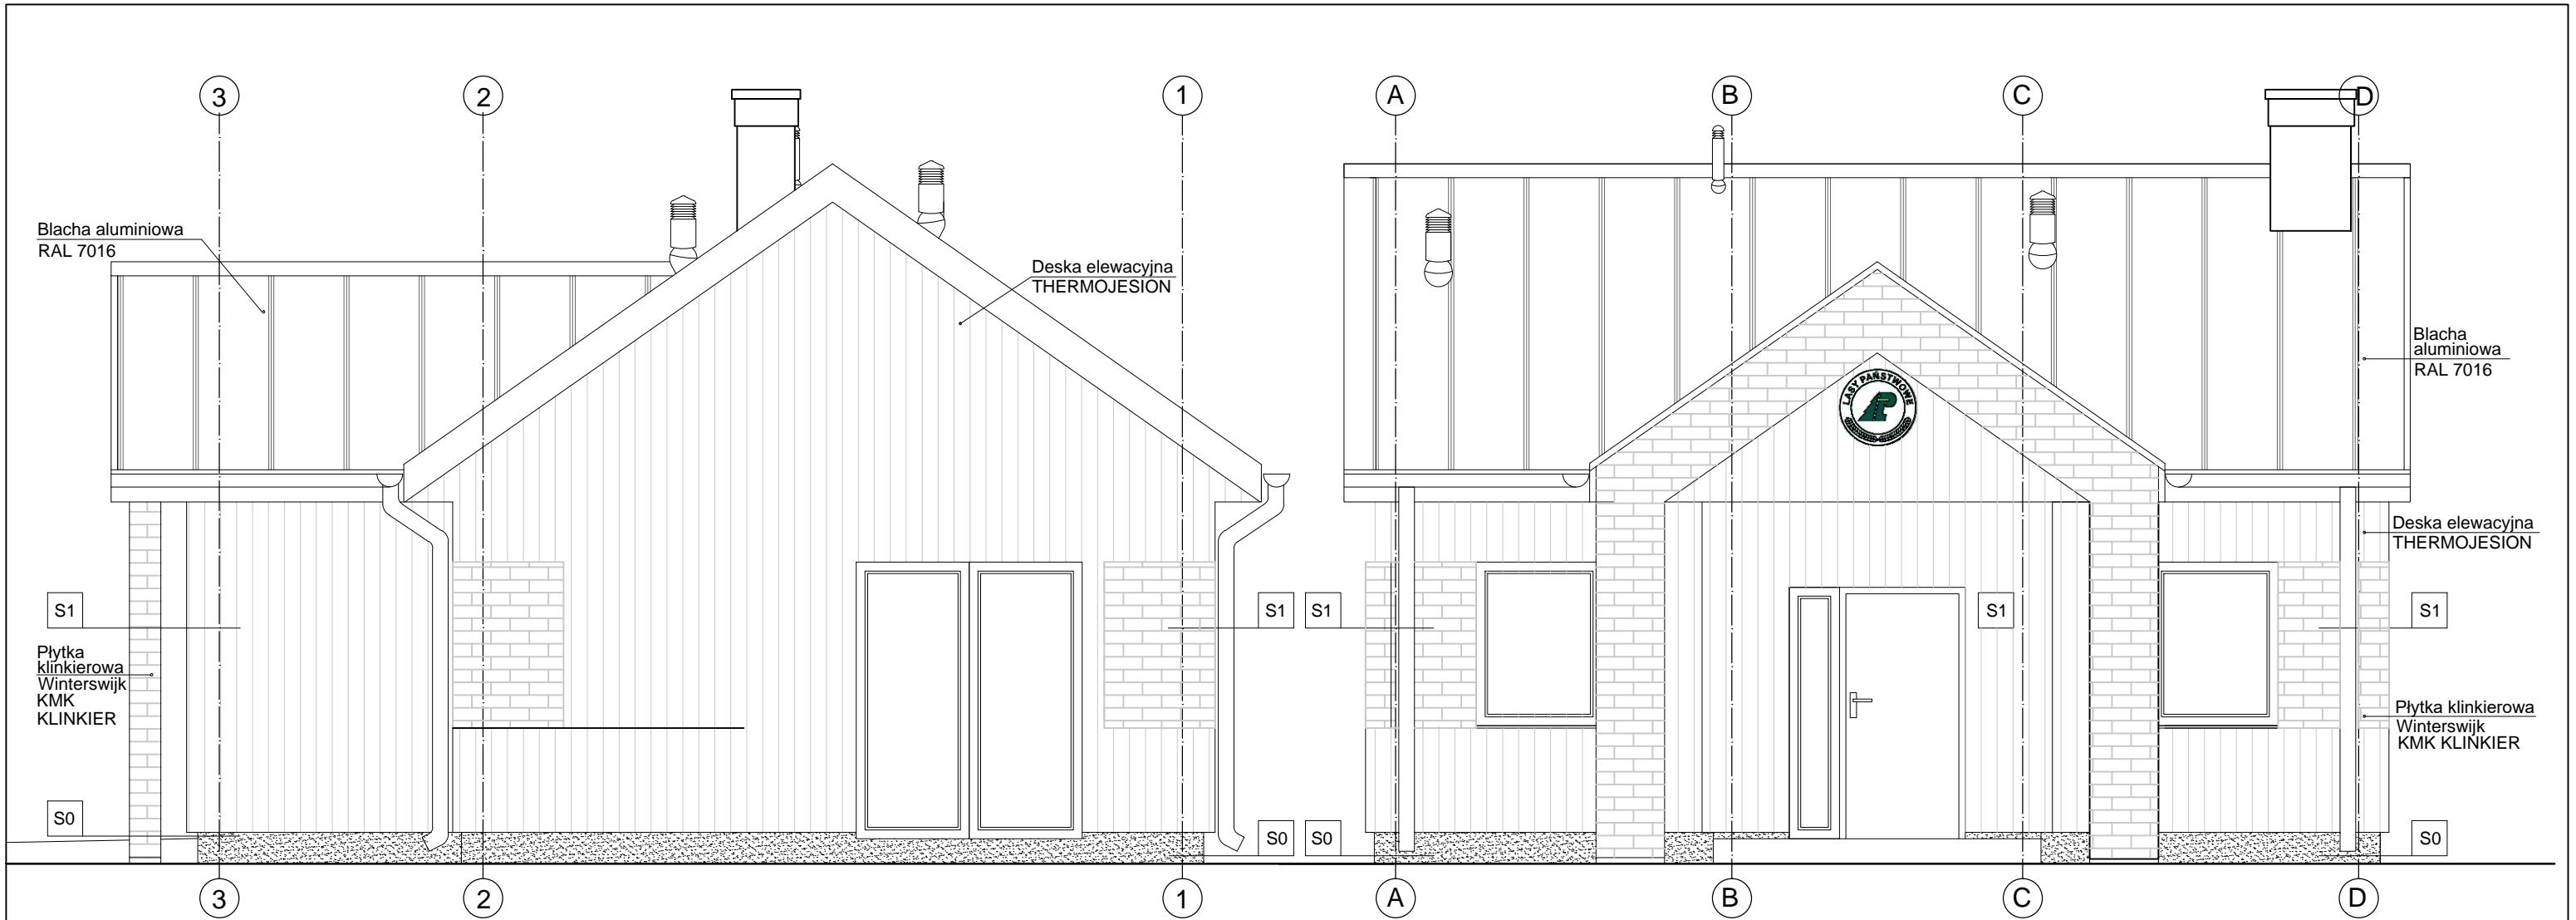 3
2
1
A
B
C
D
Blacha aluminiowa
RAL 7016
Deska elewacyjna
THERMOJESION
Blacha
aluminiowa
RAL 7016
LASY PAŃSTWOWE
Deska elewacyjna
THERMOJESION
S1
S1
S1
S1
S1
Płytka
klinkierowa
Winterswijk
KMK
KLINKIER
Płytka klinkierowa
Winterswijk
KMK KLINKIER
S0
S0
S0
S0
3
2
1
A
B
C
D